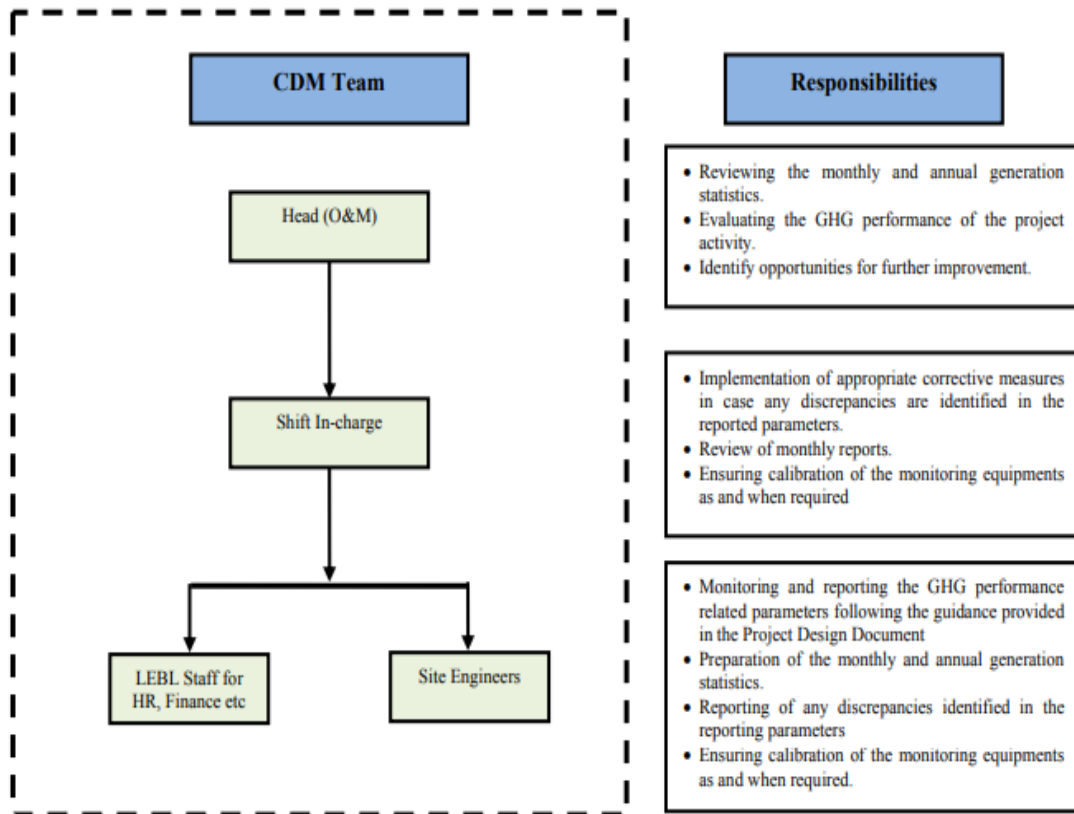 CDM Team
Head (O&M)
Shift In-charge
LEBL Staff for
HR, Finance etc
Site Engineers
Responsibilities
• Reviewing the monthly and annual generation
statistics.
• Evaluating the GHG performance of the project
activity.
• Identify opportunities for further improvement.
• Implementation of appropriate corrective measures
in case any discrepancies are identified in the
reported parameters.
• Review of monthly reports.
• Ensuring calibration of the monitoring equipments
as and when required
• Monitoring and reporting the GHG performance
related parameters following the guidance provided
in the Project Design Document
• Preparation of the monthly and annual generation
statistics.
• Reporting of any discrepancies identified in the
reporting parameters
• Ensuring calibration of the monitoring equipments
as and when required.